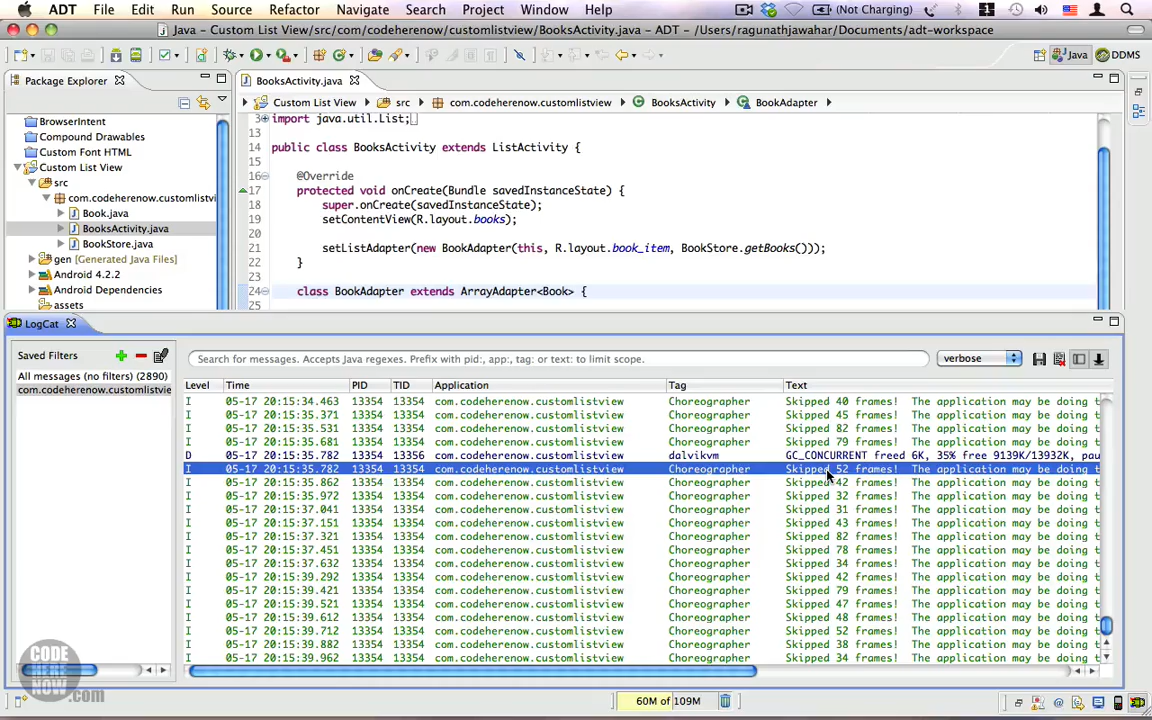 ADT File Edit Run Source Refactor Navigate Search Project Window Help (Not Charging) 1
Java - Custom List View/src/com/codeherenow/customlistview/BooksActivity.java - ADT - /Users/ragunathjawahar/Documents/adt-workspace
Java DDMS
Package Explorer
BooksActivity.java
Custom List View src com.codeherenow.customlistview BooksActivity BookAdapter
BrowserIntent
Compound Drawables
Custom Font HTML
Custom List View
src
com.codeherenow.customlistvi
Book.java
BooksActivity.java
BookStore.java
gen [Generated Java Files]
Android 4.2.2
Android Dependencies
assets
3 import java.util.List;
13
14 public class BooksActivity extends ListActivity {
15
16 @Override
17 protected void onCreate(Bundle savedInstanceState) {
18 super.onCreate(savedInstanceState);
19 setContentView(R.layout.books);
20
21 setListAdapter(new BookAdapter(this, R.layout.book_item, BookStore.getBooks()));
22 }
23
24 class BookAdapter extends ArrayAdapter<Book> {
25
LogCat
Saved Filters
All messages (no filters) (2890)
com.codeherenow.customlistvie
Search for messages. Accepts Java regexes. Prefix with pid:, app:, tag: or text: to limit scope.
verbose
Level Time PID TID Application Tag Text
I 05-17 20:15:34.463 13354 13354 com.codeherenow.customlistview Choreographer Skipped 40 frames! The application may be doing t
I 05-17 20:15:35.371 13354 13354 com.codeherenow.customlistview Choreographer Skipped 45 frames! The application may be doing t
I 05-17 20:15:35.531 13354 13354 com.codeherenow.customlistview Choreographer Skipped 82 frames! The application may be doing t
I 05-17 20:15:35.681 13354 13354 com.codeherenow.customlistview Choreographer Skipped 79 frames! The application may be doing t
D 05-17 20:15:35.782 13354 13356 com.codeherenow.customlistview dalvikvm GC_CONCURRENT freed 6K, 35% free 9139K/13932K, pau
I 05-17 20:15:35.782 13354 13354 com.codeherenow.customlistview Choreographer Skipped 52 frames! The application may be doing t
I 05-17 20:15:35.862 13354 13354 com.codeherenow.customlistview Choreographer Skipped 42 frames! The application may be doing t
I 05-17 20:15:35.972 13354 13354 com.codeherenow.customlistview Choreographer Skipped 32 frames! The application may be doing t
I 05-17 20:15:37.041 13354 13354 com.codeherenow.customlistview Choreographer Skipped 31 frames! The application may be doing t
I 05-17 20:15:37.151 13354 13354 com.codeherenow.customlistview Choreographer Skipped 43 frames! The application may be doing t
I 05-17 20:15:37.321 13354 13354 com.codeherenow.customlistview Choreographer Skipped 82 frames! The application may be doing t
I 05-17 20:15:37.451 13354 13354 com.codeherenow.customlistview Choreographer Skipped 78 frames! The application may be doing t
I 05-17 20:15:37.632 13354 13354 com.codeherenow.customlistview Choreographer Skipped 34 frames! The application may be doing t
I 05-17 20:15:39.292 13354 13354 com.codeherenow.customlistview Choreographer Skipped 42 frames! The application may be doing t
I 05-17 20:15:39.421 13354 13354 com.codeherenow.customlistview Choreographer Skipped 79 frames! The application may be doing t
I 05-17 20:15:39.521 13354 13354 com.codeherenow.customlistview Choreographer Skipped 47 frames! The application may be doing t
I 05-17 20:15:39.612 13354 13354 com.codeherenow.customlistview Choreographer Skipped 48 frames! The application may be doing t
I 05-17 20:15:39.712 13354 13354 com.codeherenow.customlistview Choreographer Skipped 52 frames! The application may be doing t
I 05-17 20:15:39.882 13354 13354 com.codeherenow.customlistview Choreographer Skipped 38 frames! The application may be doing t
I 05-17 20:15:39.962 13354 13354 com.codeherenow.customlistview Choreographer Skipped 34 frames! The application may be doing t
CODE
HERE
NOW.com
60M of 109M